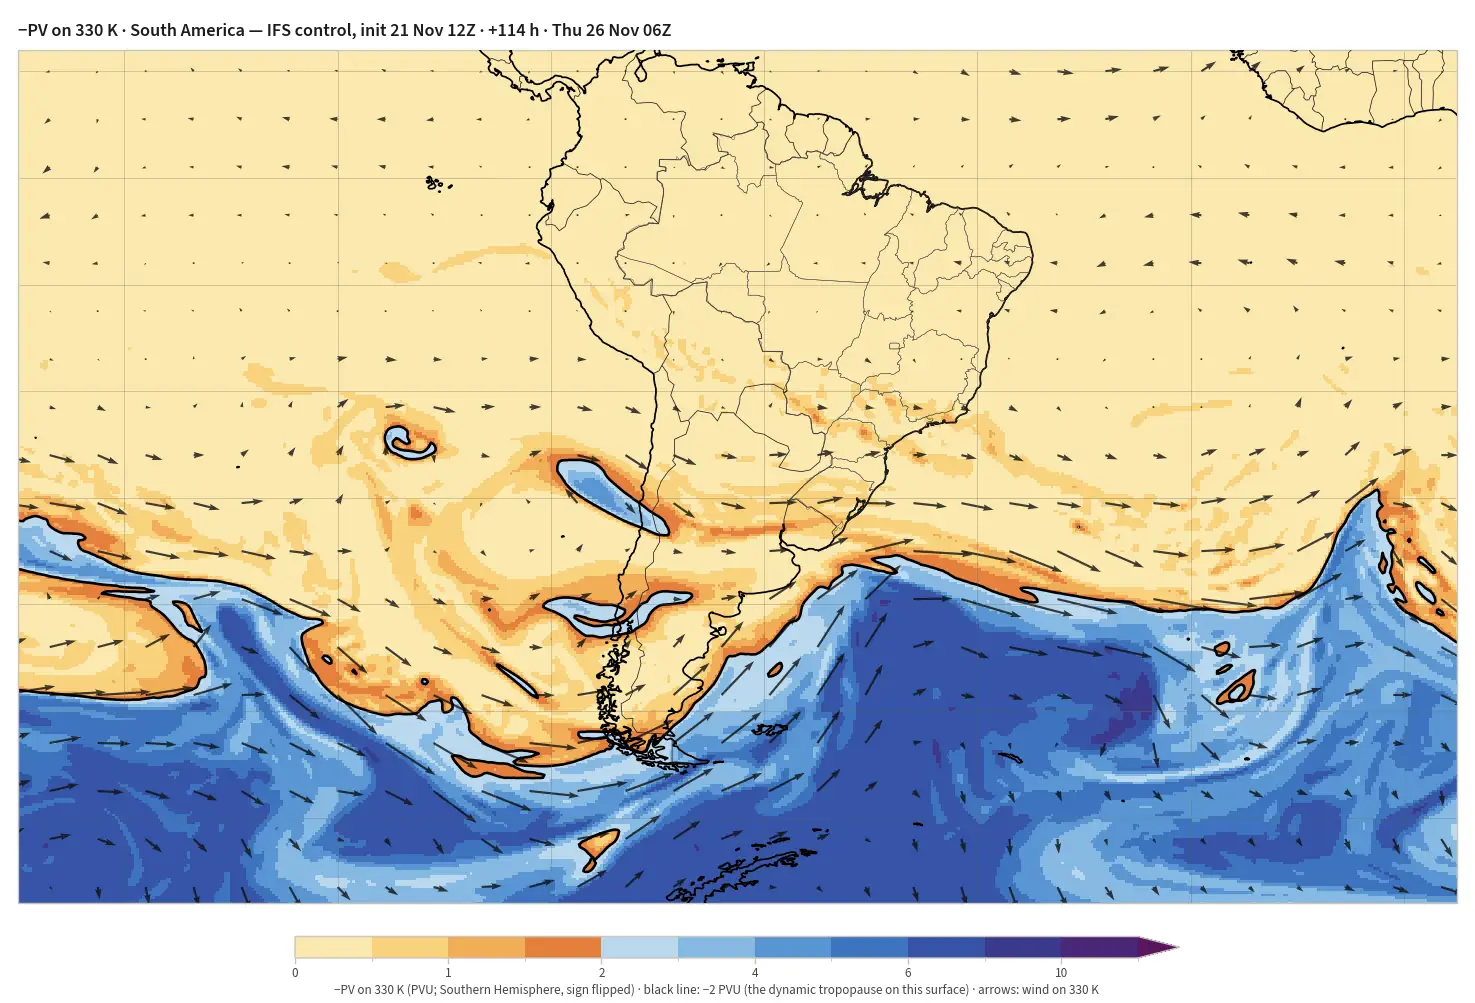 −PV on 330 K · South America — IFS control, init 21 Nov 12Z · +114 h · Thu 26 Nov 06Z
0 1 2 4 6 10
−PV on 330 K (PVU; Southern Hemisphere, sign flipped) · black line: −2 PVU (the dynamic tropopause on this surface) · arrows: wind on 330 K